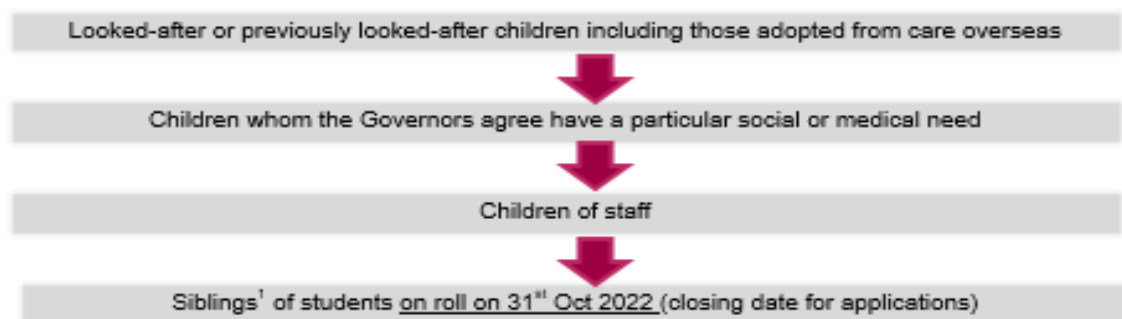 Looked-after or previously looked-after children including those adopted from care overseas
Children whom the Governors agree have a particular social or medical need
Children of staff
Siblings¹ of students on roll on 31st Oct 2022 (closing date for applications)